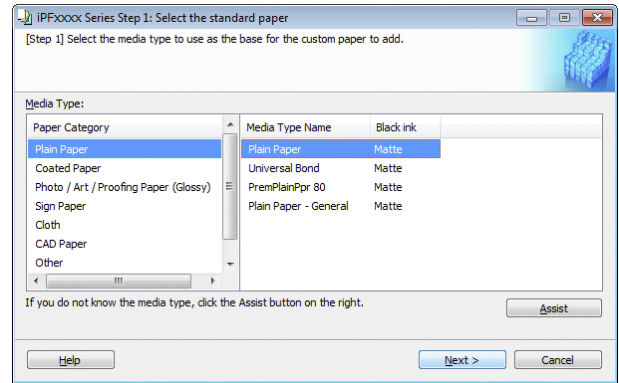 iPFxxxx Series Step 1: Select the standard paper
[Step 1] Select the media type to use as the base for the custom paper to add.
Media Type:
Paper Category
Plain Paper
Coated Paper
Photo / Art / Proofing Paper (Glossy)
Sign Paper
Cloth
CAD Paper
Other
Media Type Name Black ink
Plain Paper Matte
Universal Bond Matte
PremPlainPpr 80 Matte
Plain Paper - General Matte
If you do not know the media type, click the Assist button on the right.
Assist
Help Next > Cancel